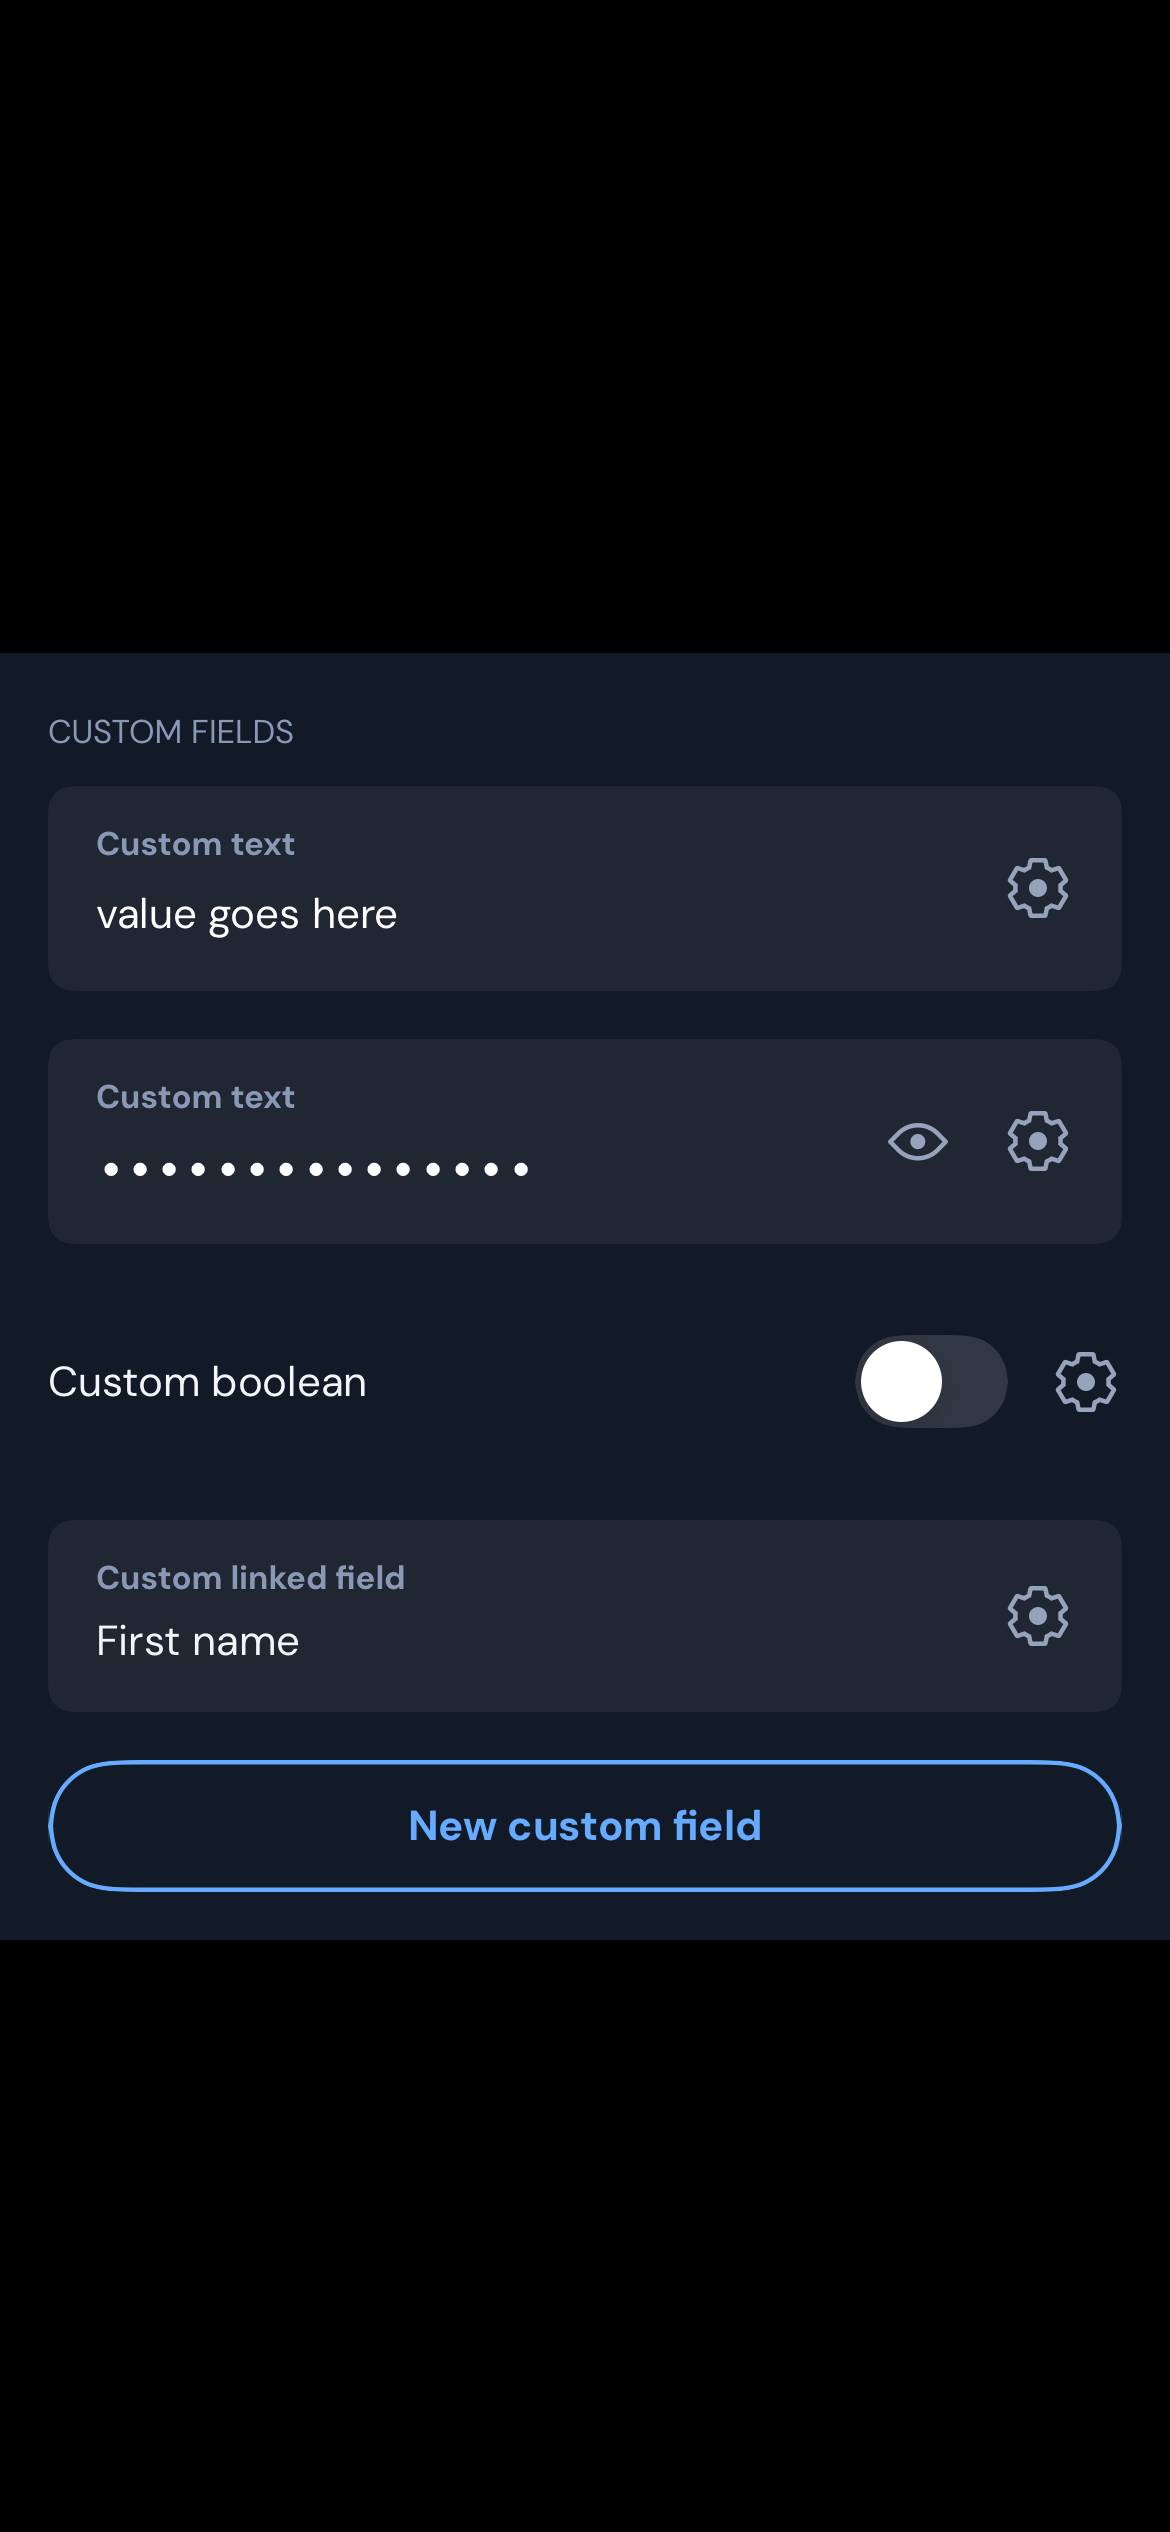 CUSTOM FIELDS
Custom text
value goes here
Custom text
•••••••••••••••
Custom boolean
Custom linked field
First name
New custom field